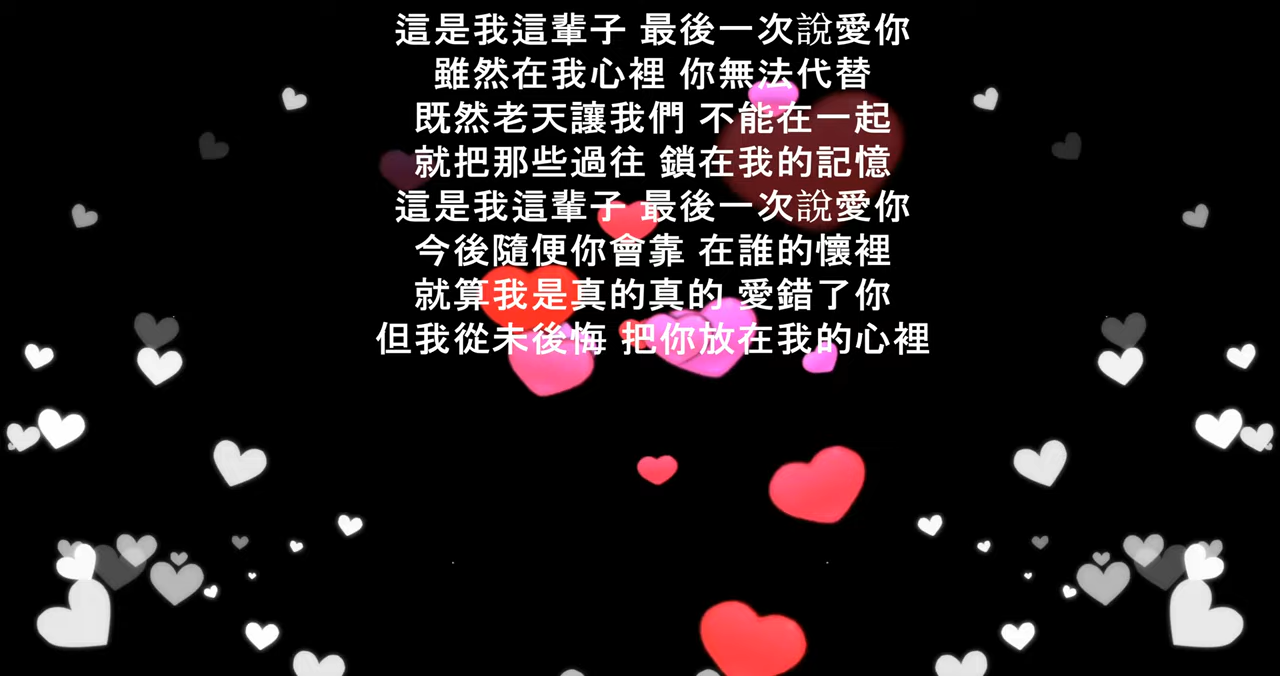 這是我這輩子 最後一次說愛你
雖然在我心裡 你無法代替
既然老天讓我們 不能在一起
就把那些過往 鎖在我的記憶
這是我這輩子 最後一次說愛你
今後隨便你會靠 在誰的懷裡
就算我是真的真的 愛錯了你
但我從未後悔 把你放在我的心裡